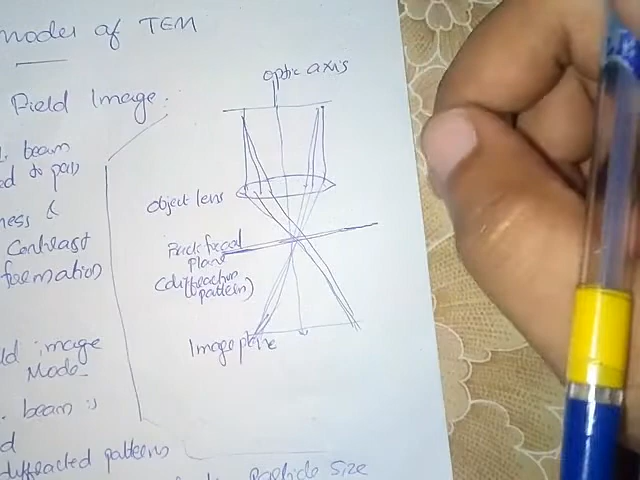 modes of TEM
Field Image.
beam
ed to pass
ness &
Contrast
formation
optic axis
Object lens
Back focal
plane
(diffraction
pattern)
Image plane
ld image
Mode-
. beam is
d
diffracted patterns
Particle size